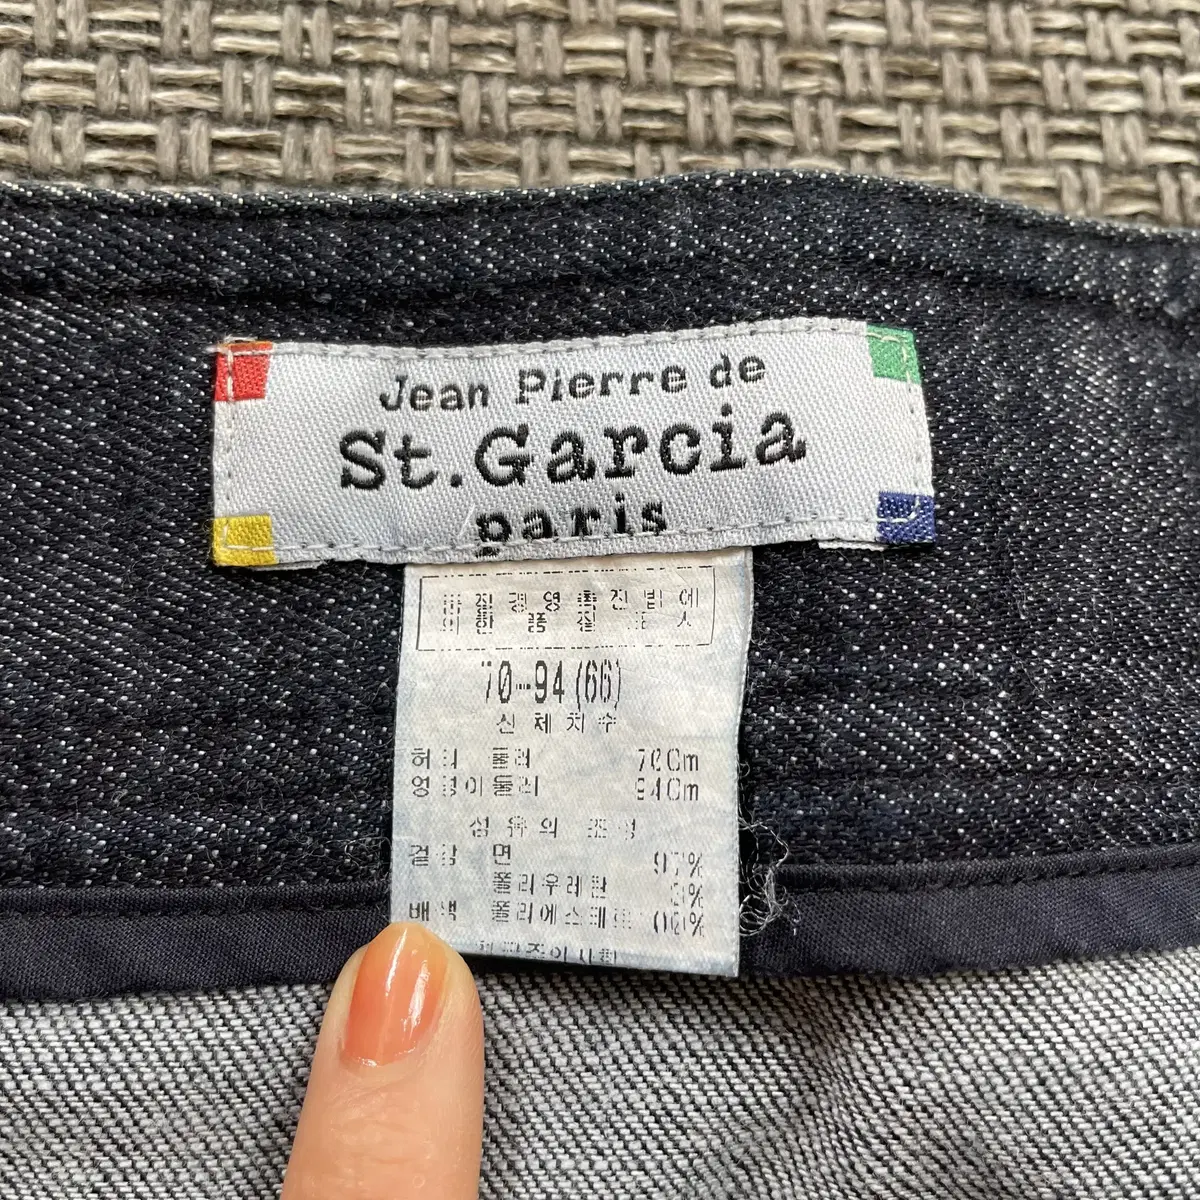 Jean Pierre de
St.Garcia
paris
70-94(66)
신체치수
허리 둘레 70Cm
엉덩이둘레 94Cm
섬유의 조성
겉감 면 97%
폴리우레탄 3%
배색 폴리에스테르 100%